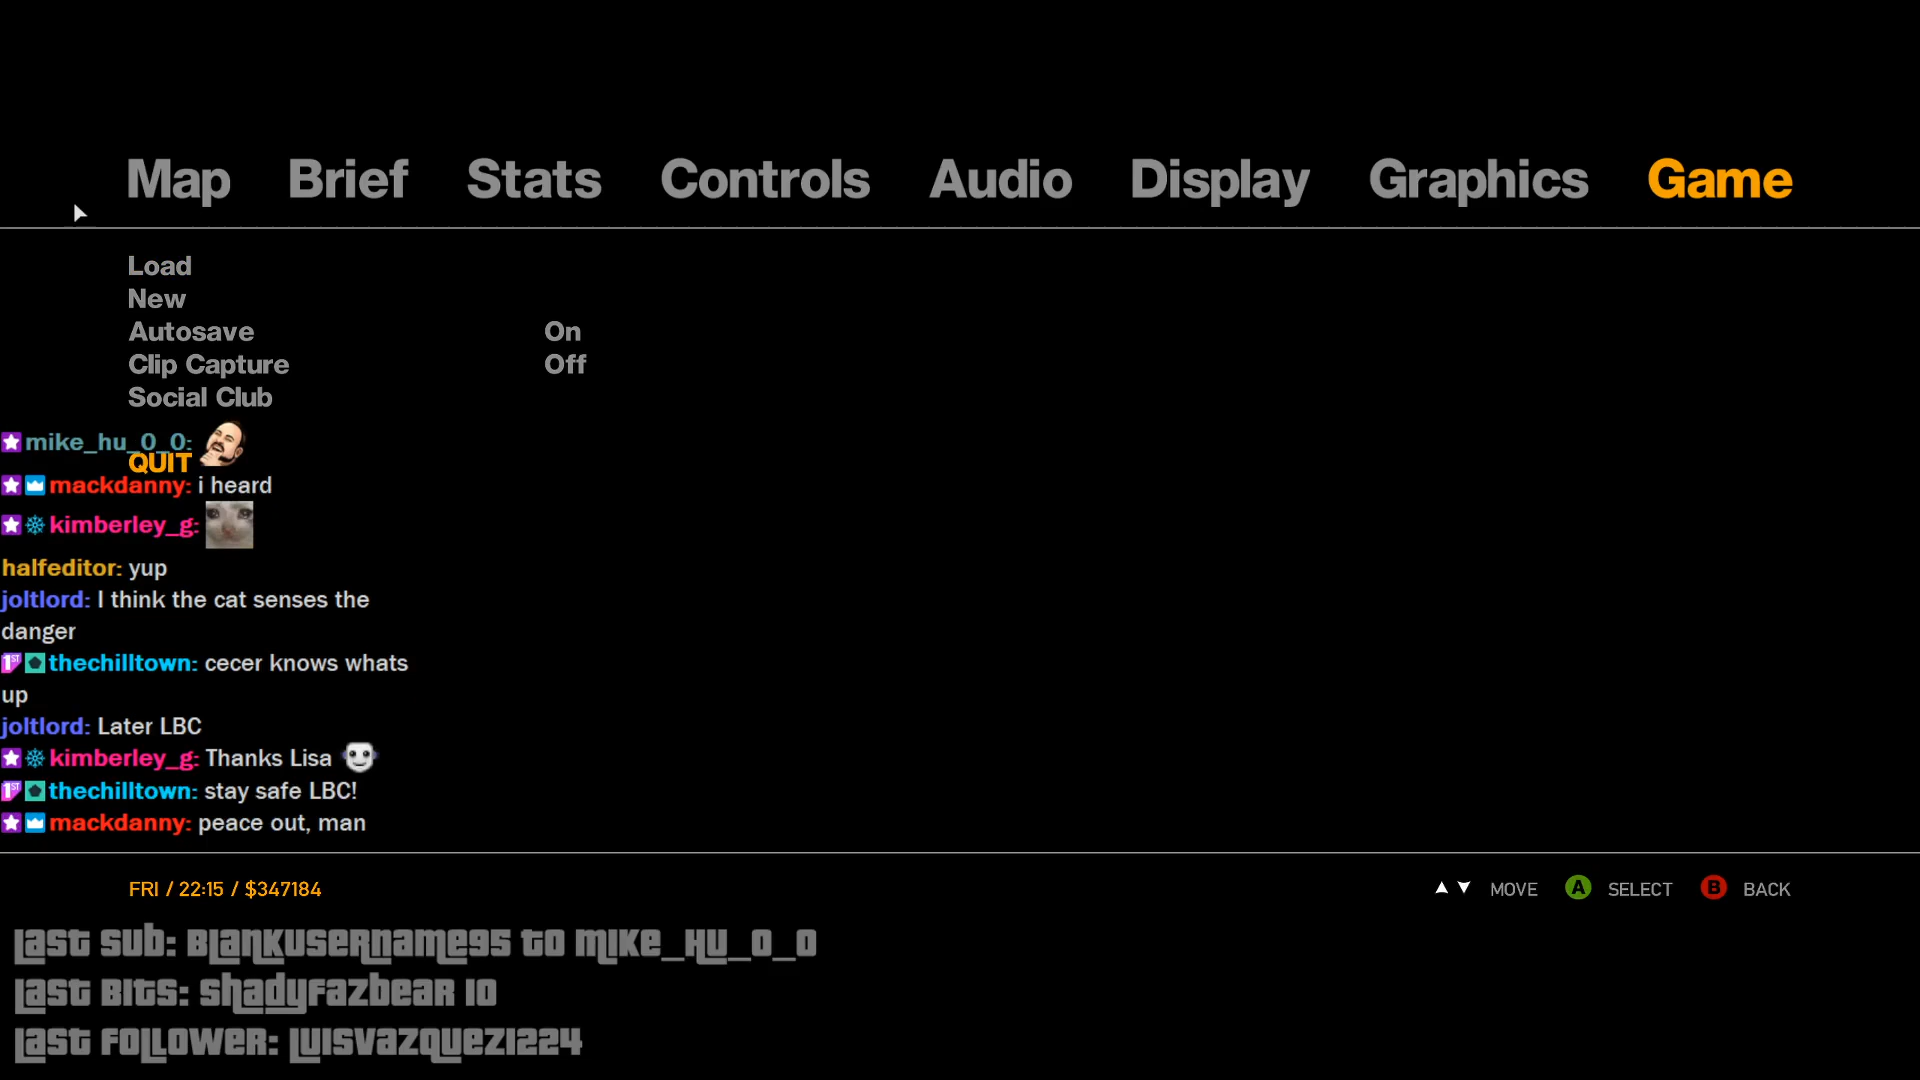 Map Brief Stats Controls Audio Display Graphics Game
Load
New
Autosave On
Clip Capture Off
Social Club
mike_hu_0_0:
QUIT
mackdanny: i heard
kimberley_g:
halfeditor: yup
joltlord: I think the cat senses the
danger
thechilltown: cecer knows whats
up
joltlord: Later LBC
kimberley_g: Thanks Lisa
thechilltown: stay safe LBC!
mackdanny: peace out, man
FRI / 22:15 / $347184
MOVE A SELECT B BACK
Last Sub: Blankusername95 to mike_hu_0_0
Last Bits: shadyfazbear 10
Last Follower: luisvazquez1224